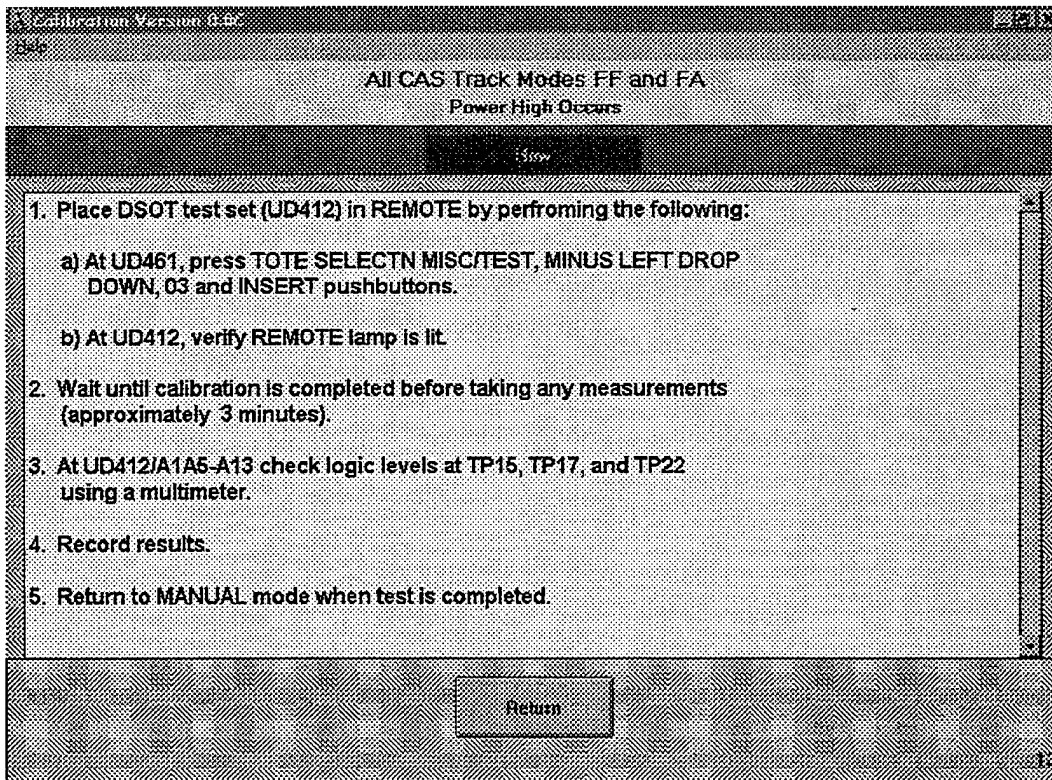 Calibration Version 0.0C
Help
All CAS Track Modes FF and FA
Power High Occurs
How
1. Place DSOT test set (UD412) in REMOTE by perfroming the following:
a) At UD461, press TOTE SELECTN MISC/TEST, MINUS LEFT DROP
DOWN, 03 and INSERT pushbuttons.
b) At UD412, verify REMOTE lamp is lit.
2. Wait until calibration is completed before taking any measurements
(approximately 3 minutes).
3. At UD412/A1A5-A13 check logic levels at TP15, TP17, and TP22
using a multimeter.
4. Record results.
5. Return to MANUAL mode when test is completed.
Return